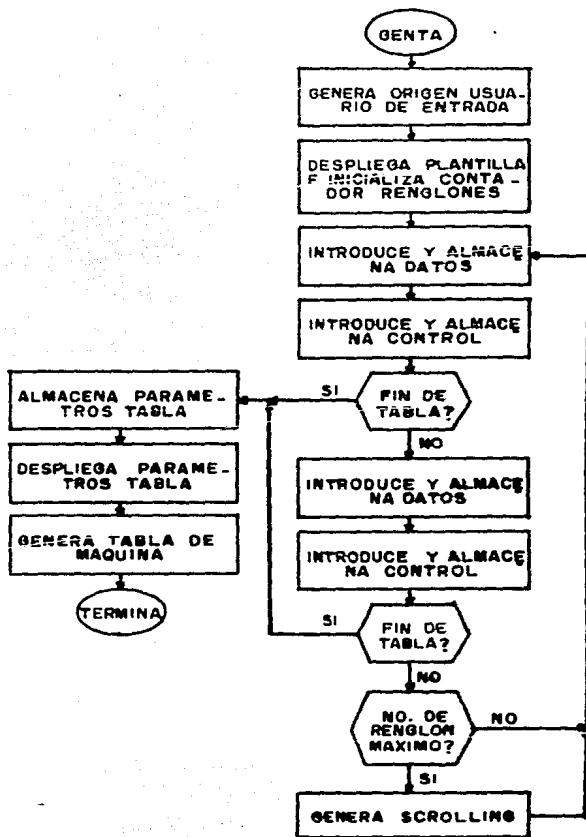 GENTA
GENERA ORIGEN USUA-
RIO DE ENTRADA
DESPLIEGA PLANTILLA
E INICIALIZA CONTA-
DOR RENGLONES
INTRODUCE Y ALMACE
NA DATOS
INTRODUCE Y ALMACE
NA CONTROL
FIN DE
TABLA?
SI
NO
ALMACENA PARAME-
TROS TABLA
DESPLIEGA PARAME-
TROS TABLA
GENERA TABLA DE
MAQUINA
TERMINA
INTRODUCE Y ALMACE
NA DATOS
INTRODUCE Y ALMACE
NA CONTROL
FIN DE
TABLA?
SI
NO
NO. DE
RENGLON
MAXIMO?
NO
SI
GENERA SCROLLING